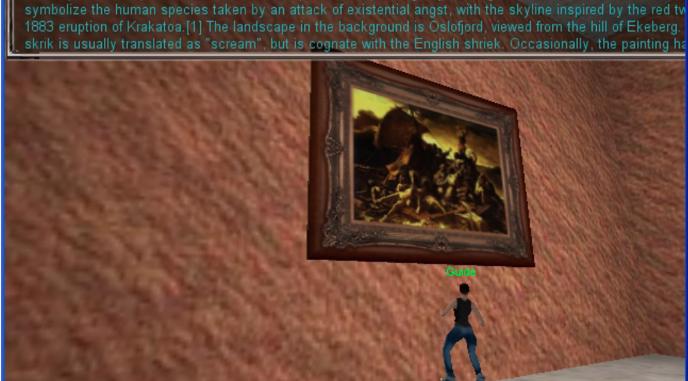 symbolize the human species taken by an attack of existential angst, with the skyline inspired by the red tw
1883 eruption of Krakatoa.[1] The landscape in the background is Oslofjord, viewed from the hill of Ekeberg.
skrik is usually translated as "scream", but is cognate with the English shriek. Occasionally, the painting ha
Guide